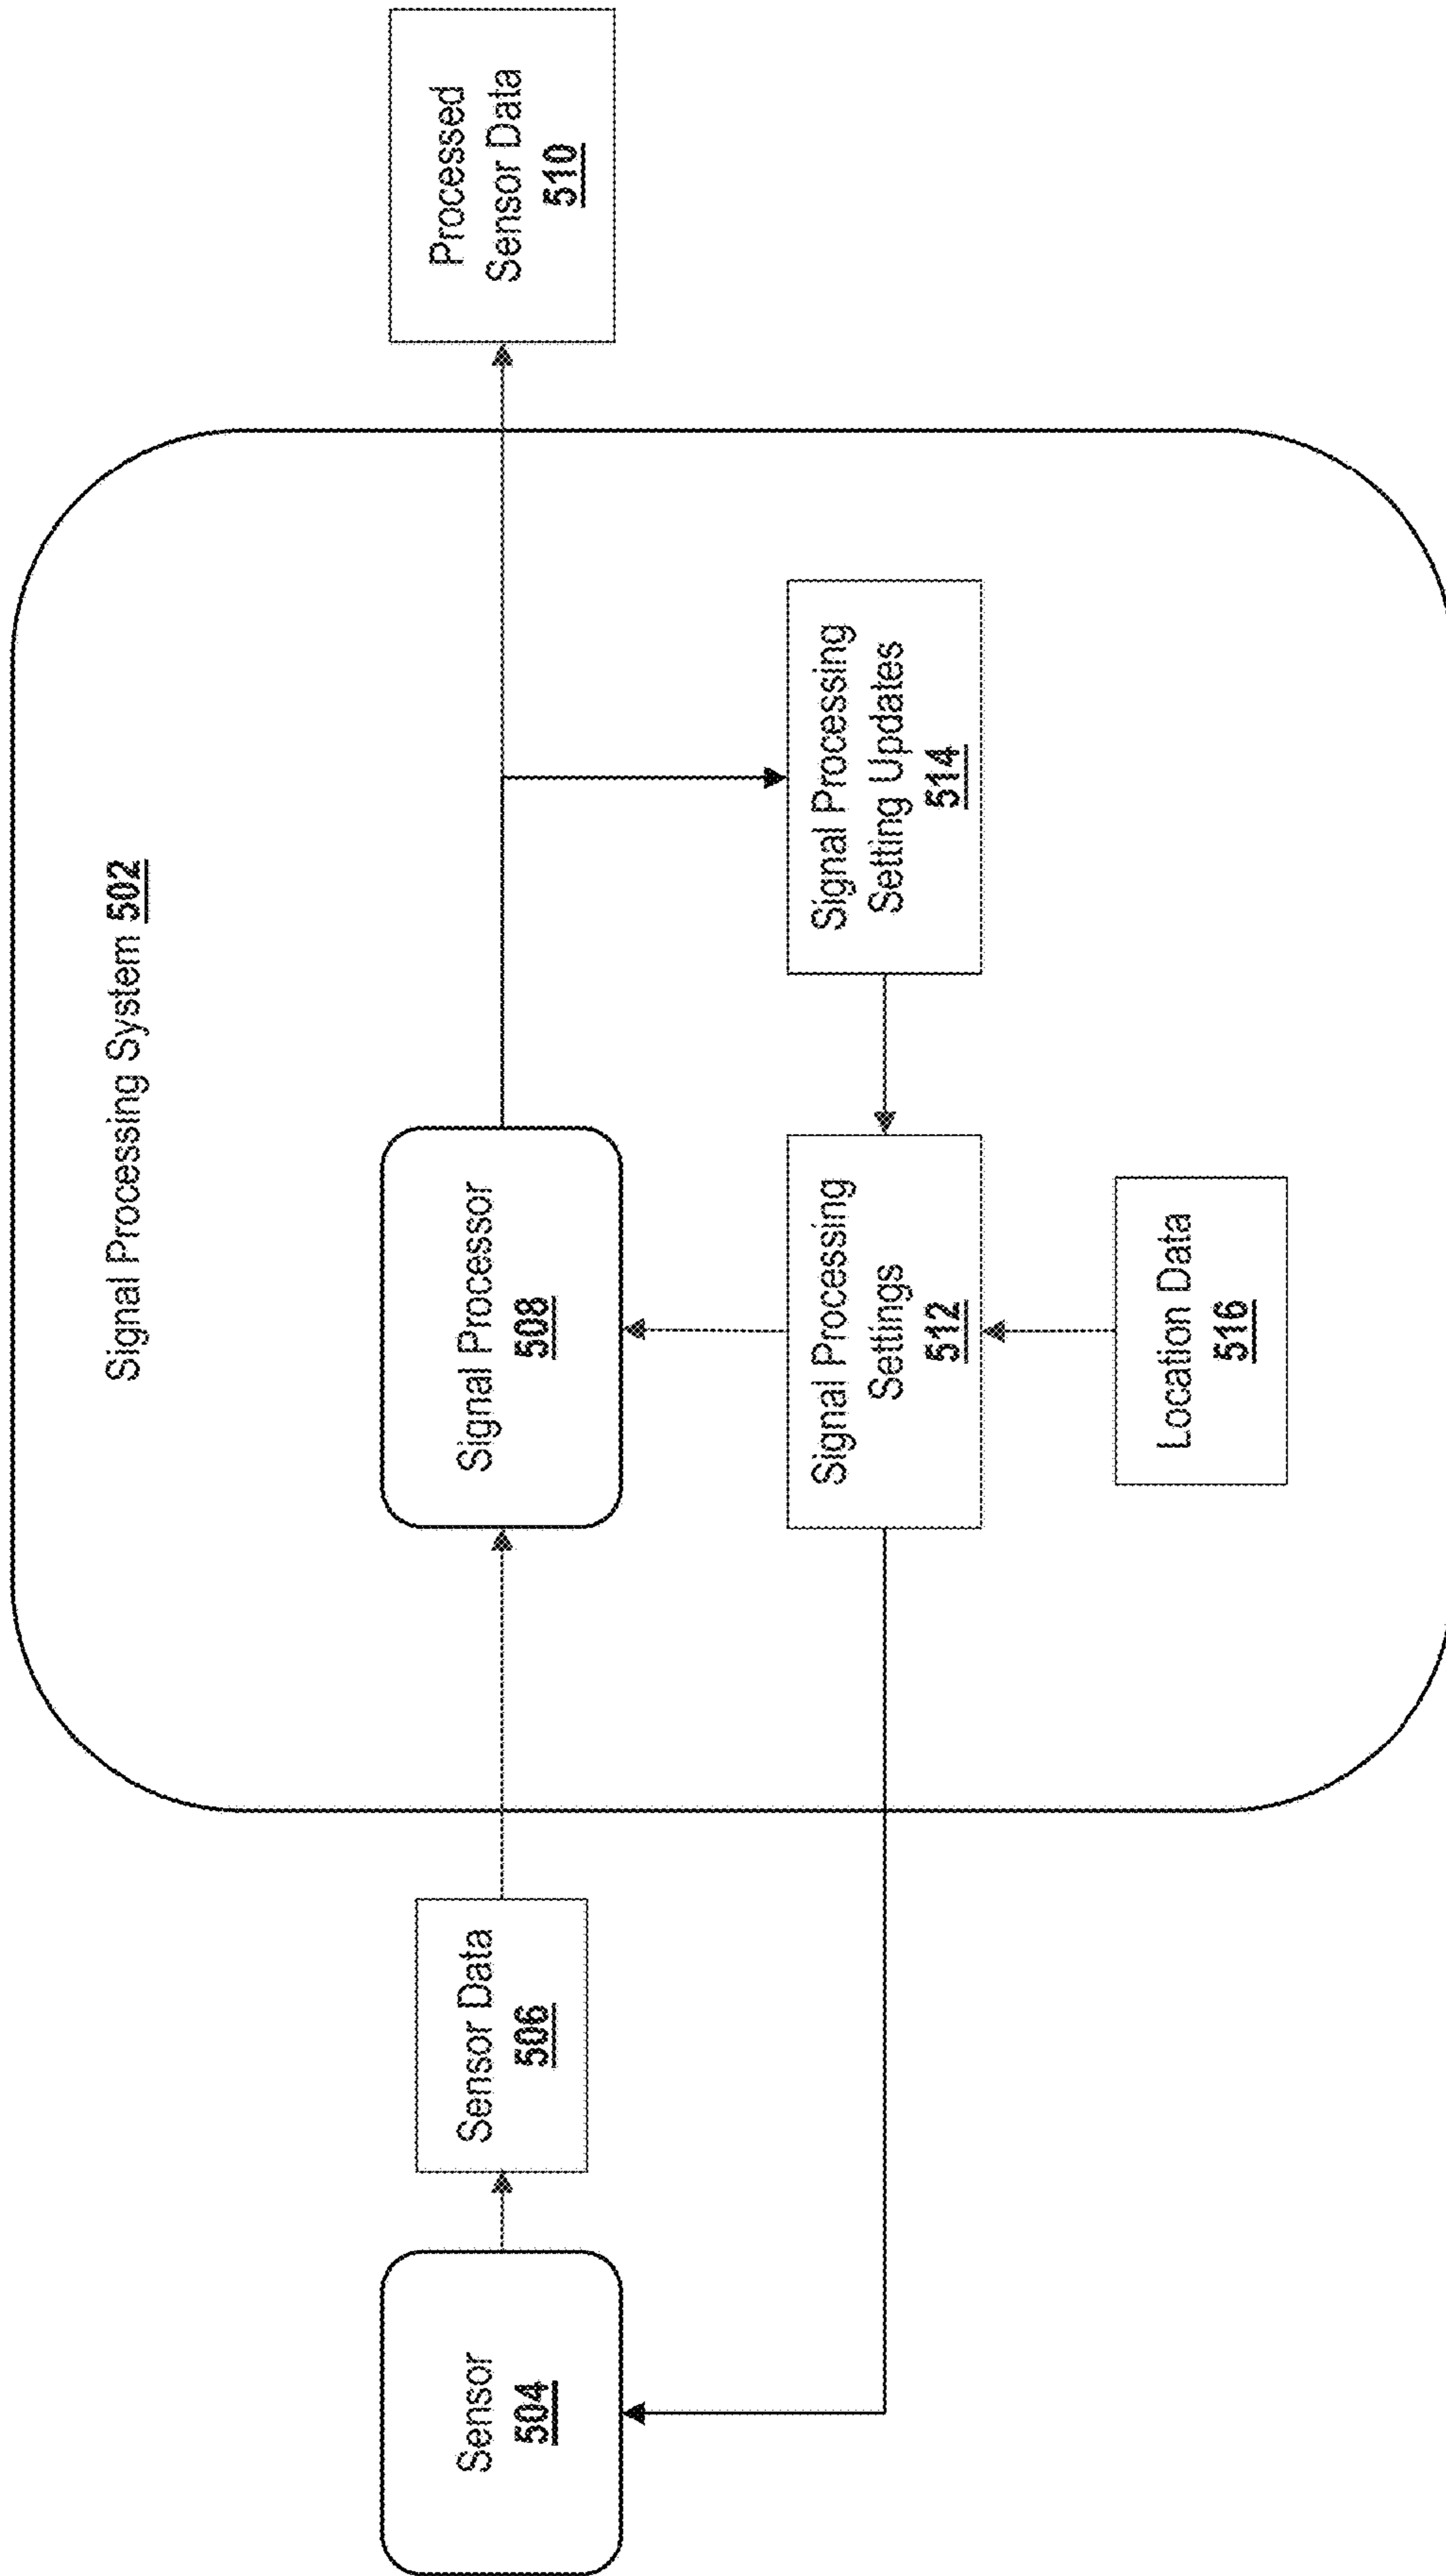 Signal Processing System 502
Sensor
504
Sensor Data
506
Signal Processor
508
Processed
Sensor Data
510
Signal Processing
Settings
512
Signal Processing
Setting Updates
514
Location Data
516